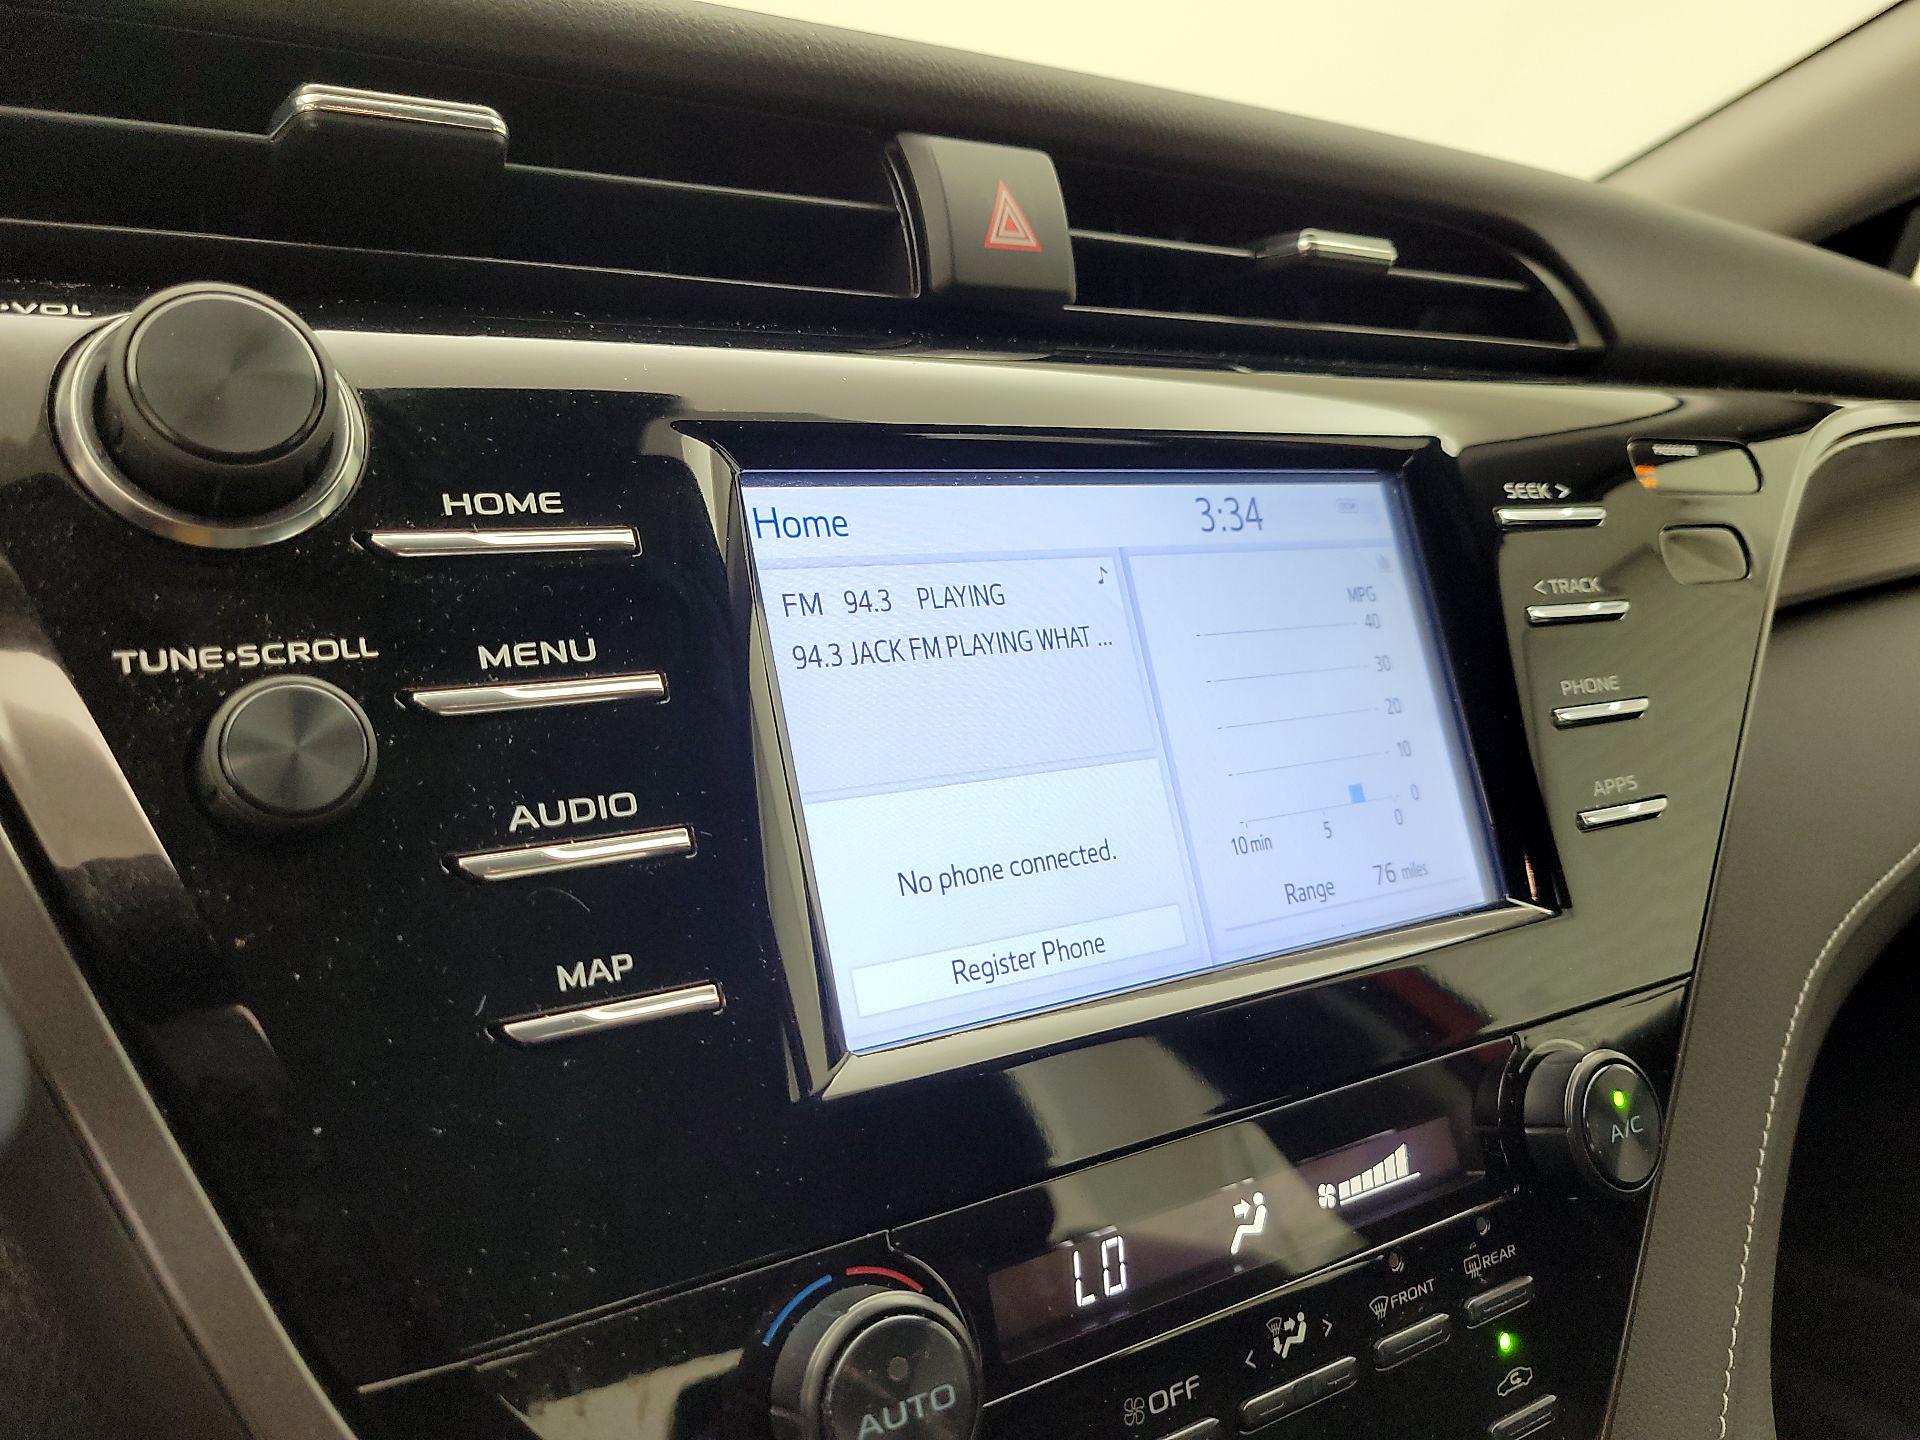 ·VOL
HOME
TUNE·SCROLL
MENU
AUDIO
MAP
Home 3:34
FM 94.3 PLAYING
94.3 JACK FM PLAYING WHAT ...
No phone connected.
Register Phone
MPG
40
30
20
10
0
10min 5 0
Range 76 miles
SEEK >
< TRACK
PHONE
APPS
A/C
LO
AUTO
OFF
< >
FRONT
REAR